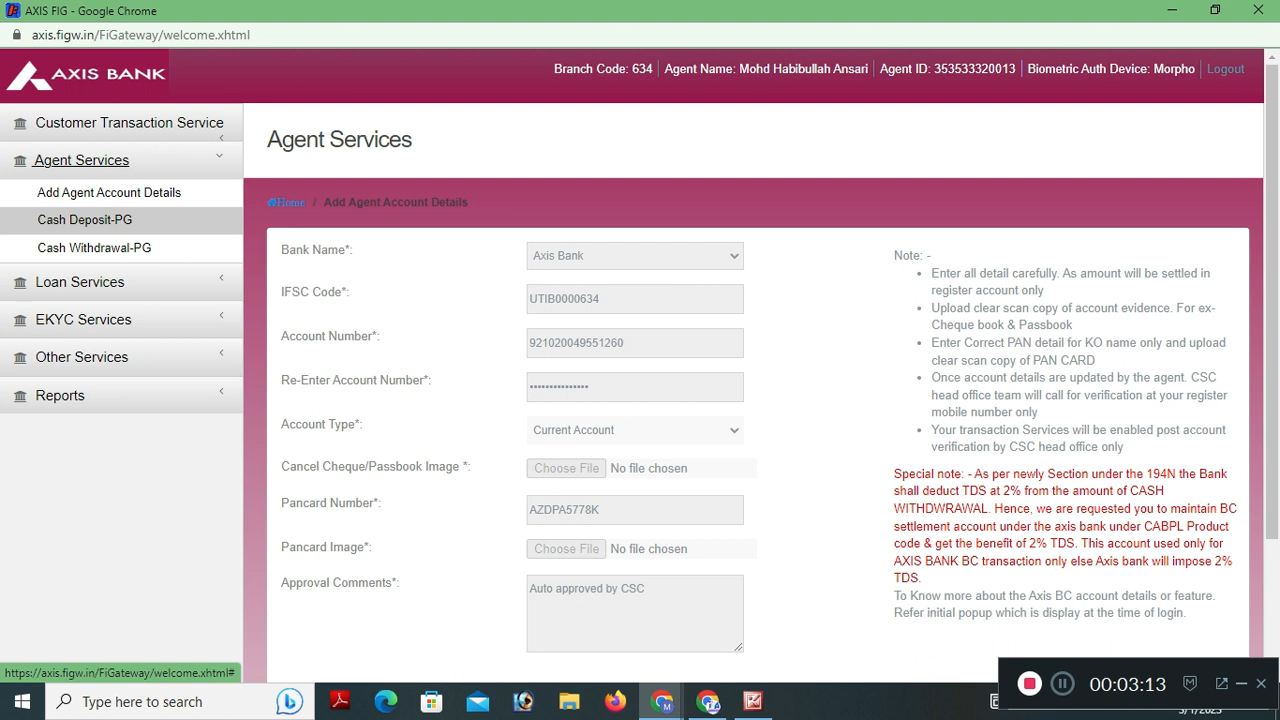 AXIS FIG - Google Chrome
axis.figw.in/FiGateway/welcome.xhtml
AXIS BANK
Branch Code: 634 Agent Name: Mohd Habibullah Ansari Agent ID: 353533320013 Biometric Auth Device: Morpho Logout
Customer Transaction Service
Agent Services
Add Agent Account Details
Cash Deposit-PG
Cash Withdrawal-PG
Loan Services
EKYC Services
Other Services
Reports
Agent Services
Home / Add Agent Account Details
Bank Name*:
Axis Bank
IFSC Code*:
UTIB0000634
Account Number*:
921020049551260
Re-Enter Account Number*:
Account Type*:
Current Account
Cancel Cheque/Passbook Image *:
Choose File No file chosen
Pancard Number*:
AZDPA5778K
Pancard Image*:
Choose File No file chosen
Approval Comments*:
Auto approved by CSC
Note: -
Enter all detail carefully. As amount will be settled in
register account only
Upload clear scan copy of account evidence. For ex-
Cheque book & Passbook
Enter Correct PAN detail for KO name only and upload
clear scan copy of PAN CARD
Once account details are updated by the agent. CSC
head office team will call for verification at your register
mobile number only
Your transaction Services will be enabled post account
verification by CSC head office only
Special note: - As per newly Section under the 194N the Bank
shall deduct TDS at 2% from the amount of CASH
WITHDWRAWAL. Hence, we are requested you to maintain BC
settlement account under the axis bank under CABPL Product
code & get the benefit of 2% TDS. This account used only for
AXIS BANK BC transaction only else Axis bank will impose 2%
TDS.
To Know more about the Axis BC account details or feature.
Refer initial popup which is display at the time of login.
https://axis.figw.in/FiGateway/welcome.xhtml#
Type here to search
00:03:13